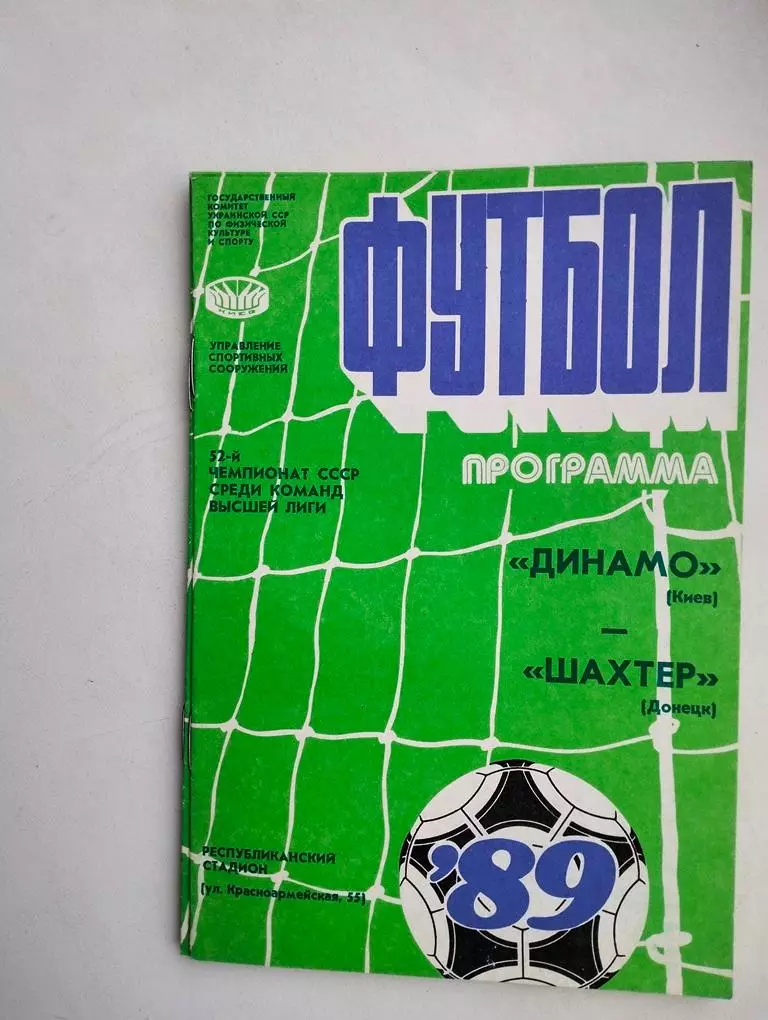 ГОСУДАРСТВЕННЫЙ
КОМИТЕТ
УКРАИНСКОЙ ССР
ПО ФИЗИЧЕСКОЙ
КУЛЬТУРЕ
И СПОРТУ
КИЕВ
УПРАВЛЕНИЕ
СПОРТИВНЫХ
СООРУЖЕНИЙ
ФУТБОЛ
ПРОГРАММА
52-й
ЧЕМПИОНАТ СССР
СРЕДИ КОМАНД
ВЫСШЕЙ ЛИГИ
«ДИНАМО»
(Киев)
—
«ШАХТЕР»
(Донецк)
'89
РЕСПУБЛИКАНСКИЙ
СТАДИОН
(ул. Красноармейская, 55)